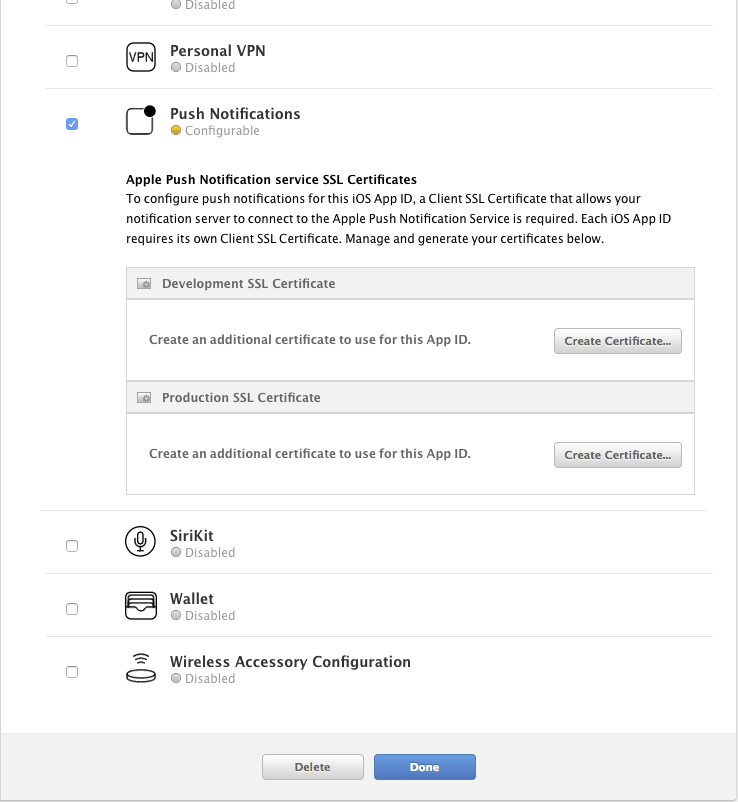 Disabled
VPN
Personal VPN
Disabled
Push Notifications
Configurable
Apple Push Notification service SSL Certificates
To configure push notifications for this iOS App ID, a Client SSL Certificate that allows your
notification server to connect to the Apple Push Notification Service is required. Each iOS App ID
requires its own Client SSL Certificate. Manage and generate your certificates below.
Development SSL Certificate
Create an additional certificate to use for this App ID.
Create Certificate...
Production SSL Certificate
Create an additional certificate to use for this App ID.
Create Certificate...
SiriKit
Disabled
Wallet
Disabled
Wireless Accessory Configuration
Disabled
Delete
Done